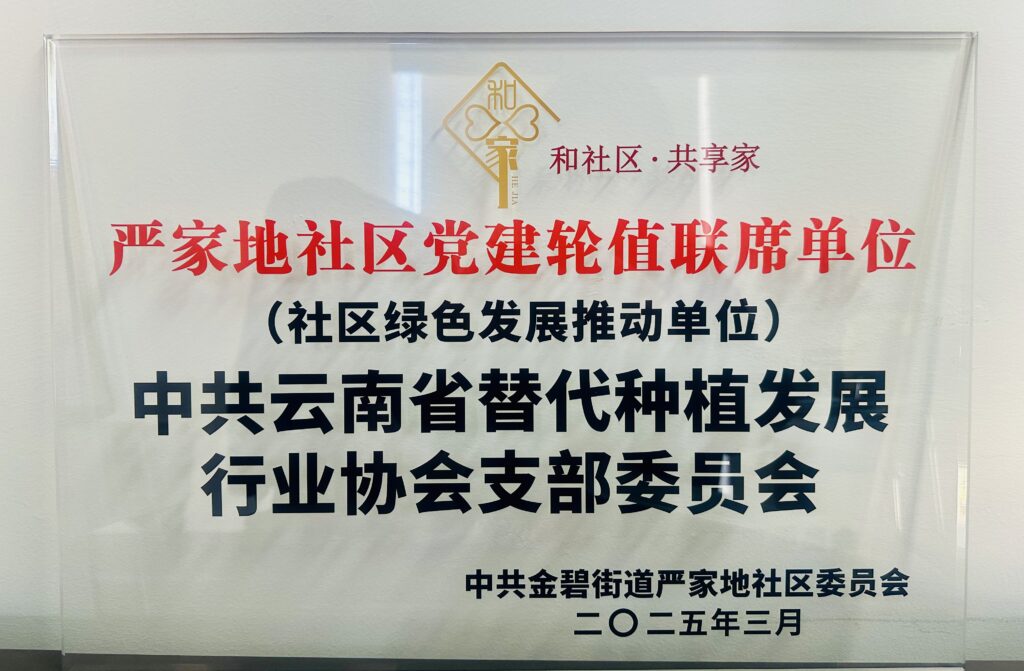 和
家
HE JIA
和社区·共享家
严家地社区党建轮值联席单位
（社区绿色发展推动单位）
中共云南省替代种植发展
行业协会支部委员会
中共金碧街道严家地社区委员会
二〇二五年三月